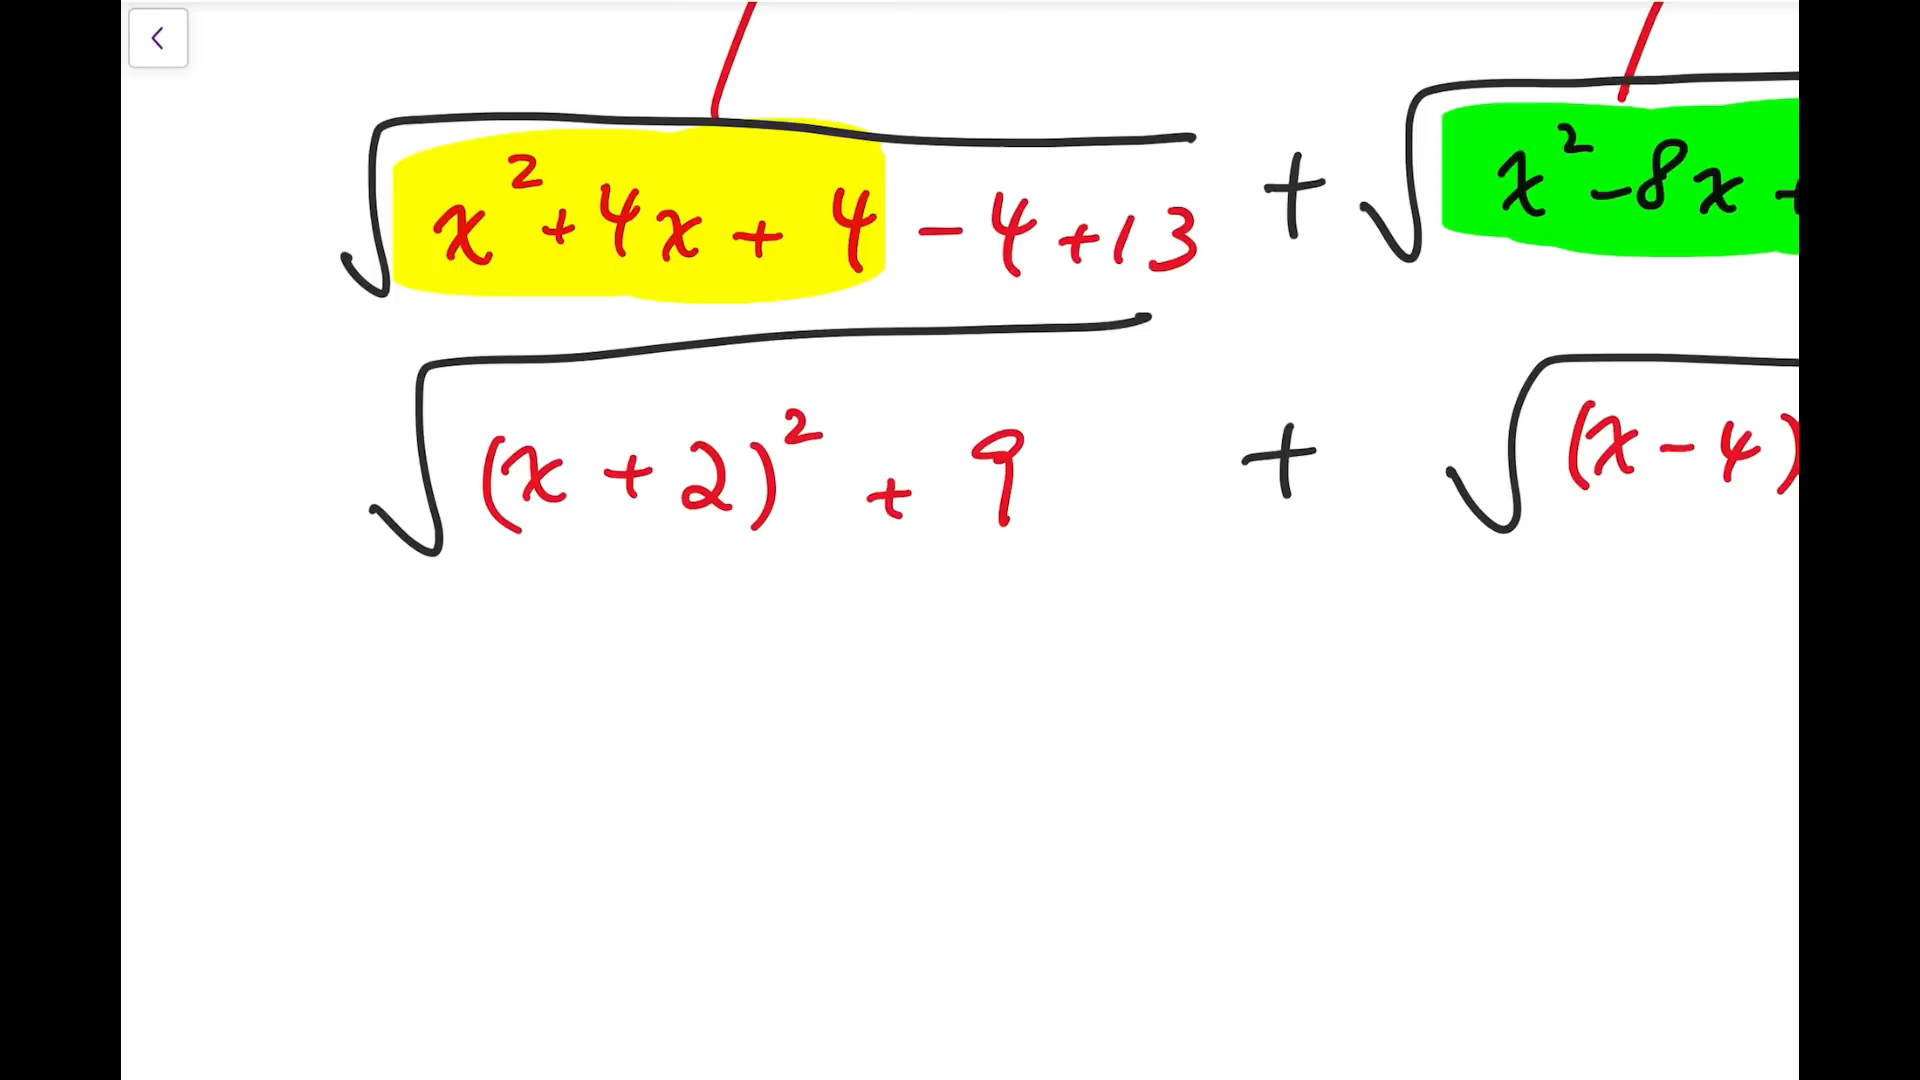 √(x² + 4x + 4 - 4 + 13) + √(x² - 8x +
√((x + 2)² + 9) + √((x - 4)